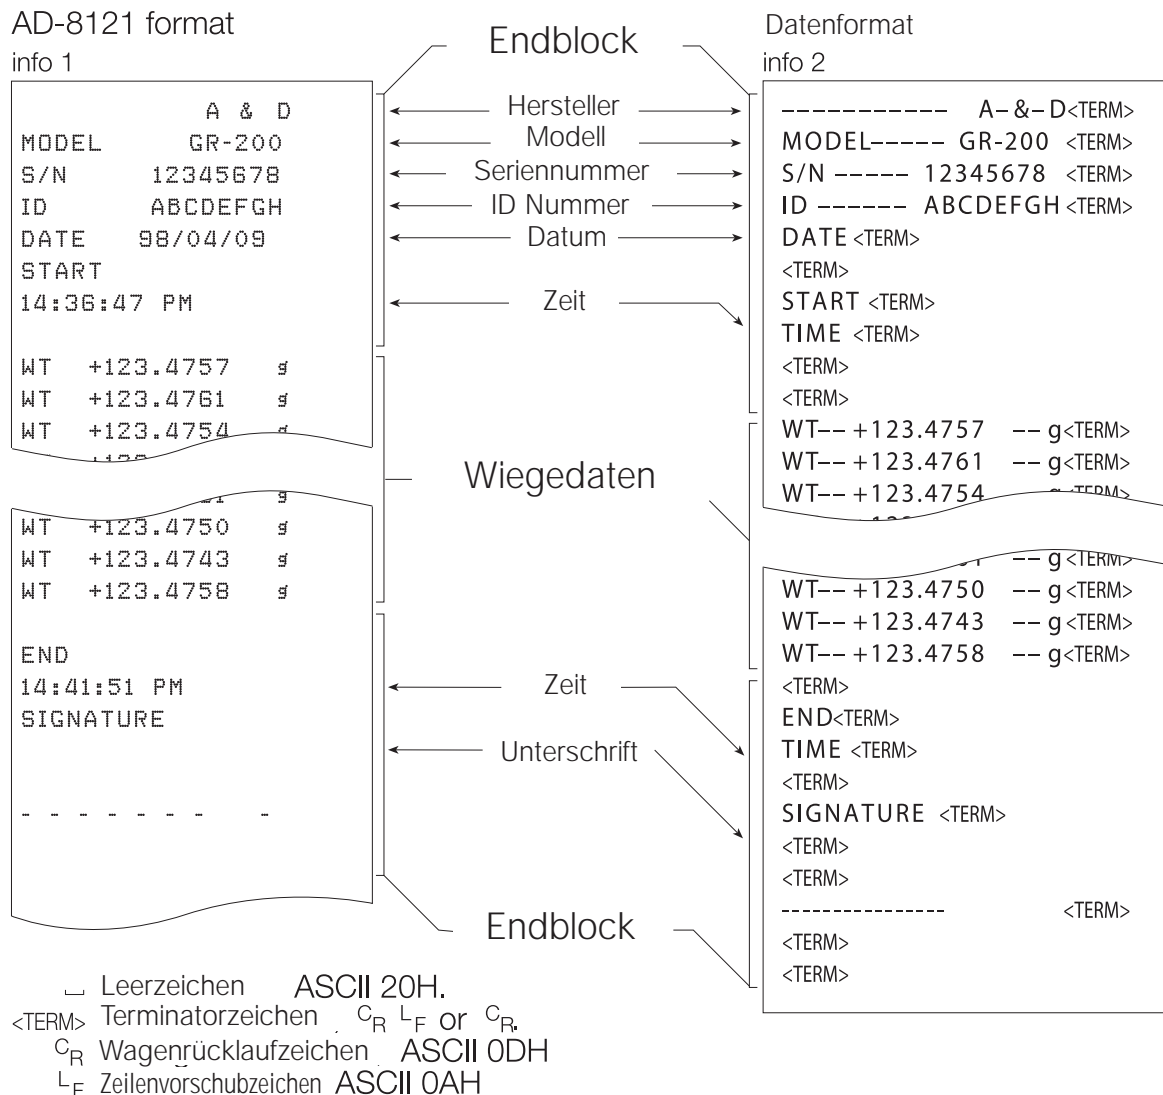 AD-8121 format
info 1
A & D
MODEL GR-200
S/N 12345678
ID ABCDEFGH
DATE 98/04/09
START
14:36:47 PM
WT +123.4757 g
WT +123.4761 g
WT +123.4754 g
WT +123.4750 g
WT +123.4743 g
WT +123.4758 g
END
14:41:51 PM
SIGNATURE
- - - - - - - -
Endblock
Hersteller
Modell
Seriennummer
ID Nummer
Datum
Zeit
Wiegedaten
Zeit
Unterschrift
Endblock
Datenformat
info 2
----------- A-&-D<TERM>
MODEL----- GR-200 <TERM>
S/N ----- 12345678 <TERM>
ID ------ ABCDEFGH <TERM>
DATE <TERM>
<TERM>
START <TERM>
TIME <TERM>
<TERM>
<TERM>
WT-- +123.4757 -- g<TERM>
WT-- +123.4761 -- g<TERM>
WT-- +123.4754 -- g<TERM>
-- g<TERM>
WT-- +123.4750 -- g<TERM>
WT-- +123.4743 -- g<TERM>
WT-- +123.4758 -- g<TERM>
<TERM>
END<TERM>
TIME <TERM>
<TERM>
SIGNATURE <TERM>
<TERM>
<TERM>
---------------- <TERM>
<TERM>
<TERM>
⎵ Leerzeichen ASCII 20H.
<TERM> Terminatorzeichen , CR LF or CR.
CR Wagenrücklaufzeichen ASCII 0DH
LF Zeilenvorschubzeichen ASCII 0AH